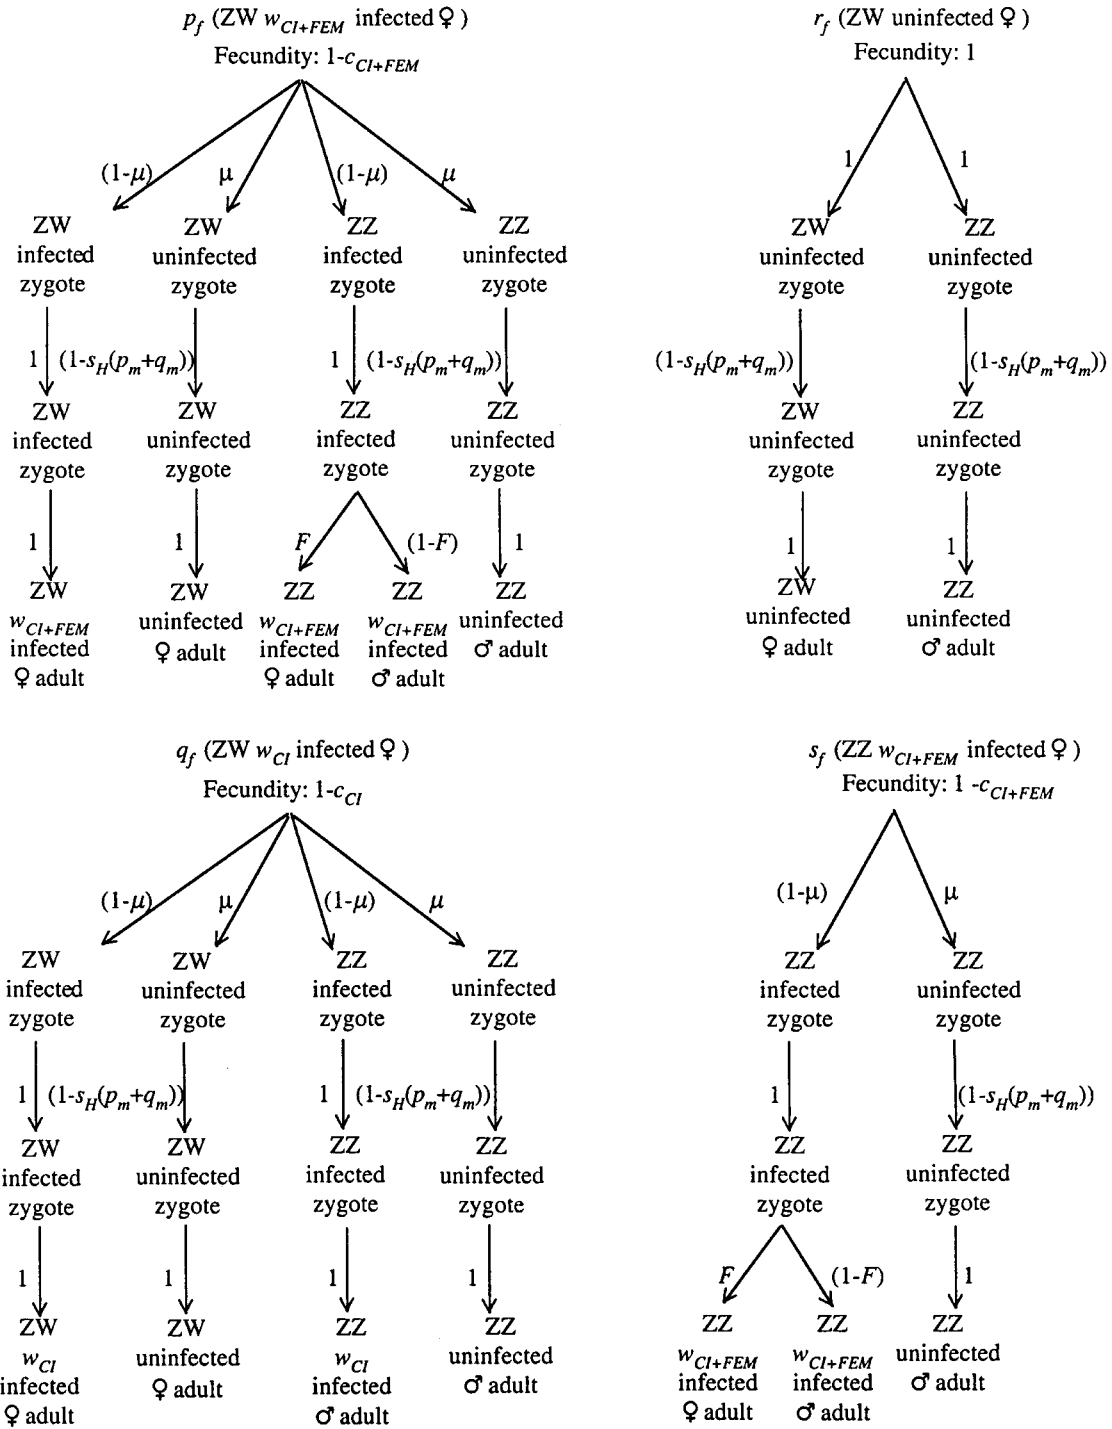 p_f (ZW w_CI+FEM infected ♀ )
Fecundity: 1-c_CI+FEM
(1-μ) μ (1-μ) μ
ZW ZW ZZ ZZ
infected uninfected infected uninfected
zygote zygote zygote zygote
1 (1-s_H(p_m+q_m)) 1 (1-s_H(p_m+q_m))
ZW ZW ZZ ZZ
infected uninfected infected uninfected
zygote zygote zygote zygote
1 1 F (1-F) 1
ZW ZW ZZ ZZ ZZ
w_CI+FEM uninfected w_CI+FEM w_CI+FEM uninfected
infected ♀ adult infected infected ♂ adult
♀ adult ♀ adult ♂ adult
r_f (ZW uninfected ♀ )
Fecundity: 1
1 1
ZW ZZ
uninfected uninfected
zygote zygote
(1-s_H(p_m+q_m)) (1-s_H(p_m+q_m))
ZW ZZ
uninfected uninfected
zygote zygote
1 1
ZW ZZ
uninfected uninfected
♀ adult ♂ adult
q_f (ZW w_CI infected ♀ )
Fecundity: 1-c_CI
(1-μ) μ (1-μ) μ
ZW ZW ZZ ZZ
infected uninfected infected uninfected
zygote zygote zygote zygote
1 (1-s_H(p_m+q_m)) 1 (1-s_H(p_m+q_m))
ZW ZW ZZ ZZ
infected uninfected infected uninfected
zygote zygote zygote zygote
1 1 1 1
ZW ZW ZZ ZZ
w_CI uninfected w_CI uninfected
infected ♀ adult infected ♂ adult
♀ adult ♂ adult
s_f (ZZ w_CI+FEM infected ♀ )
Fecundity: 1 -c_CI+FEM
(1-μ) μ
ZZ ZZ
infected uninfected
zygote zygote
1 (1-s_H(p_m+q_m))
ZZ ZZ
infected uninfected
zygote zygote
F (1-F) 1
ZZ ZZ ZZ
w_CI+FEM w_CI+FEM uninfected
infected infected ♂ adult
♀ adult ♂ adult